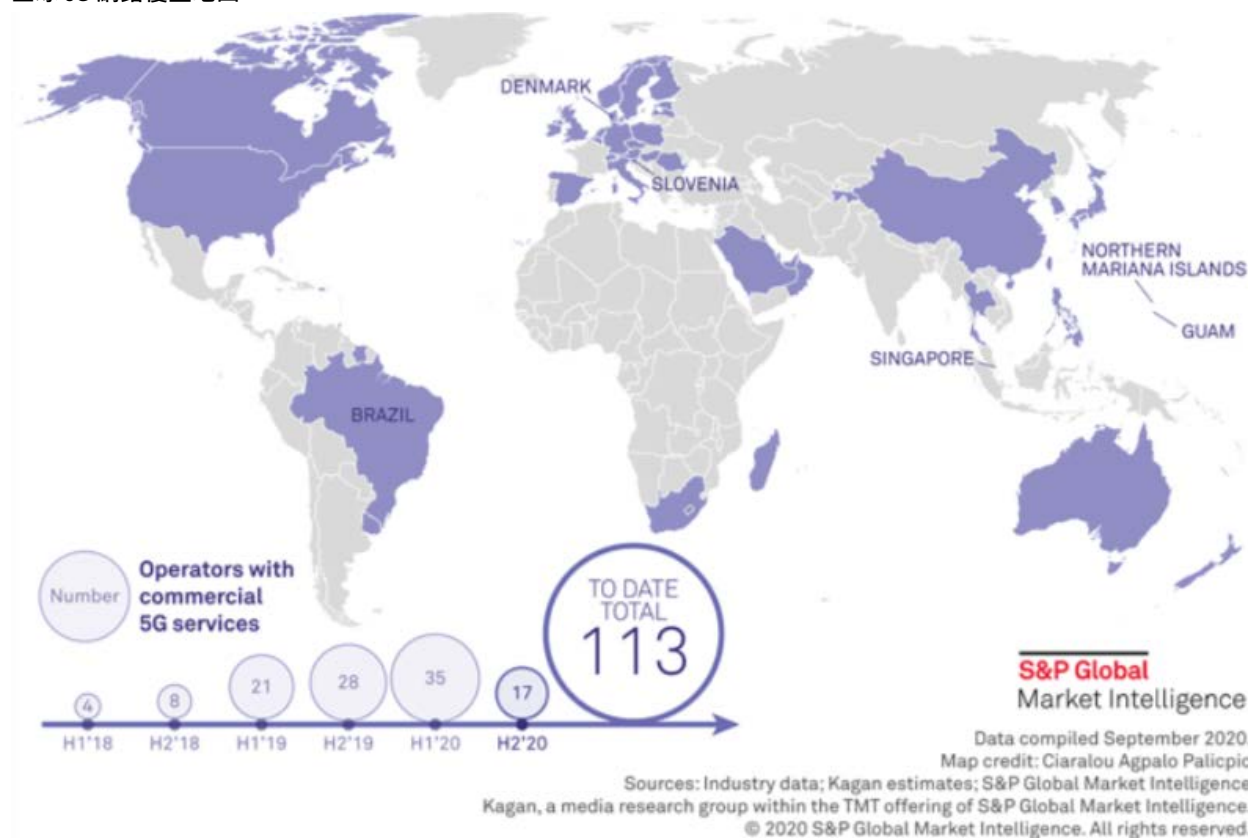 DENMARK
SLOVENIA
NORTHERN
MARIANA ISLANDS
GUAM
SINGAPORE
BRAZIL
Number
Operators with
commercial
5G services
TO DATE
TOTAL
113
4
8
21
28
35
17
H1'18
H2'18
H1'19
H2'19
H1'20
H2'20
S&P Global
Market Intelligence
Data compiled September 2020.
Map credit: Ciaralou Agpalo Palicpic
Sources: Industry data; Kagan estimates; S&P Global Market Intelligence
Kagan, a media research group within the TMT offering of S&P Global Market Intelligence.
© 2020 S&P Global Market Intelligence. All rights reserved.